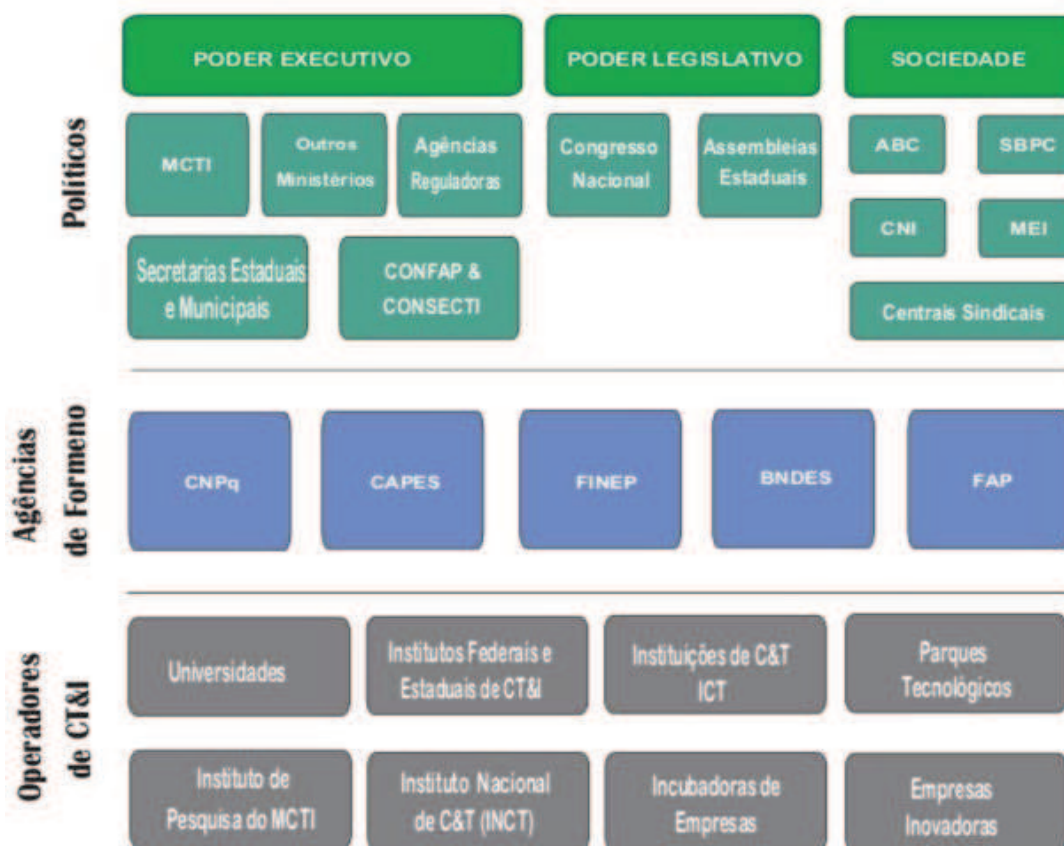 PODER EXECUTIVO
PODER LEGISLATIVO
SOCIEDADE
Políticos
MCTI
Outros
Ministérios
Agências
Reguladoras
Congresso
Nacional
Assembleias
Estaduais
ABC
SBPC
CNI
MEI
Secretarias Estaduais
e Municipais
CONFAP &
CONSECTI
Centrais Sindicais
Agências
de Formeno
CNPq
CAPES
FINEP
BNDES
FAP
Operadores
de CT&I
Universidades
Institutos Federais e
Estaduais de CT&I
Instituições de C&T
ICT
Parques
Tecnológicos
Instituto de
Pesquisa do MCTI
Instituto Nacional
de C&T (INCT)
Incubadoras de
Empresas
Empresas
Inovadoras